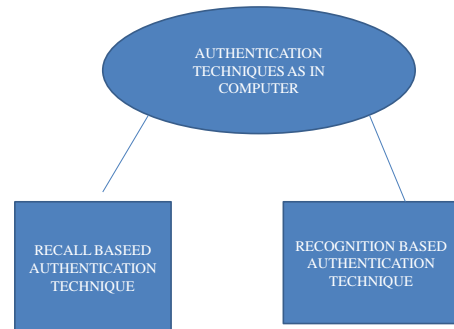 AUTHENTICATION
TECHNIQUES AS IN
COMPUTER
RECALL BASEED
AUTHENTICATION
TECHNIQUE
RECOGNITION BASED
AUTHENTICATION
TECHNIQUE